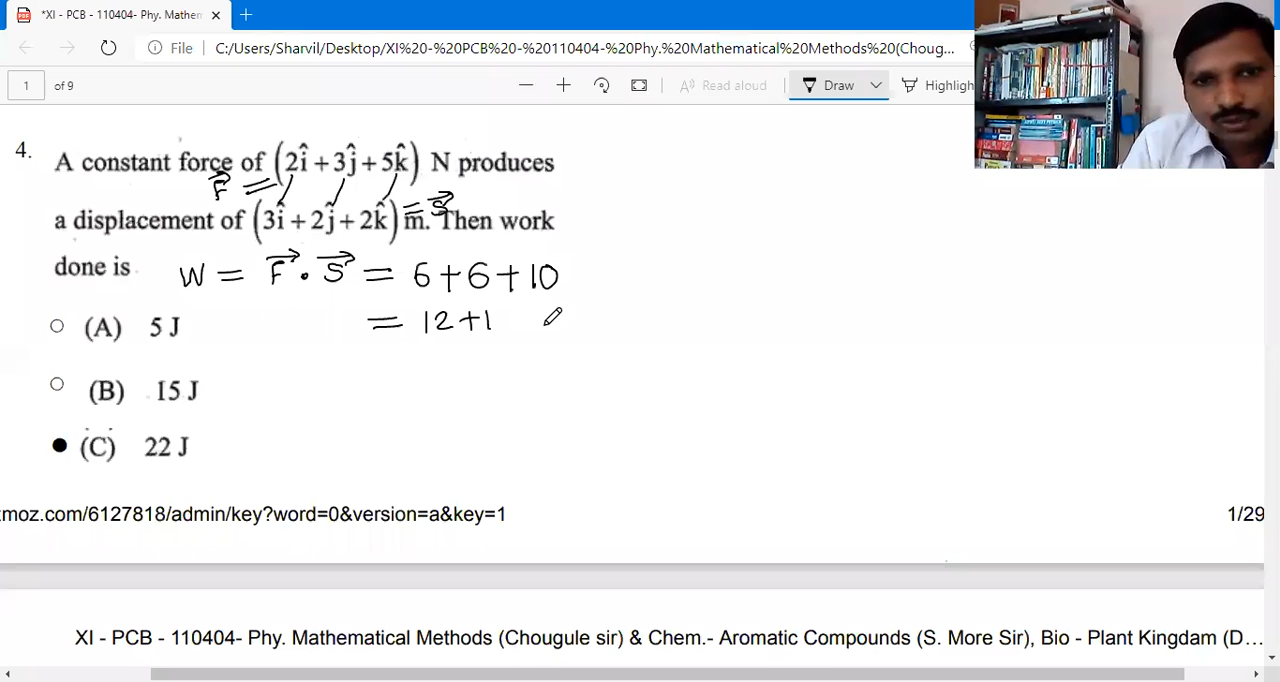 *XI - PCB - 110404- Phy. Mathem
File C:/Users/Sharvil/Desktop/XI%20-%20PCB%20-%20110404-%20Phy.%20Mathematical%20Methods%20(Choug...
1 of 9 Read aloud Draw Highligh
4. A constant force of (2î + 3ĵ + 5k̂) N produces
F⃗ =
a displacement of (3î + 2ĵ + 2k̂) m. Then work
= S⃗
done is W = F⃗ . S⃗ = 6+6+10
= 12+1
(A) 5 J
(B) 15 J
(C) 22 J
zmoz.com/6127818/admin/key?word=0&version=a&key=1 1/29
XI - PCB - 110404- Phy. Mathematical Methods (Chougule sir) & Chem.- Aromatic Compounds (S. More Sir), Bio - Plant Kingdam (D…